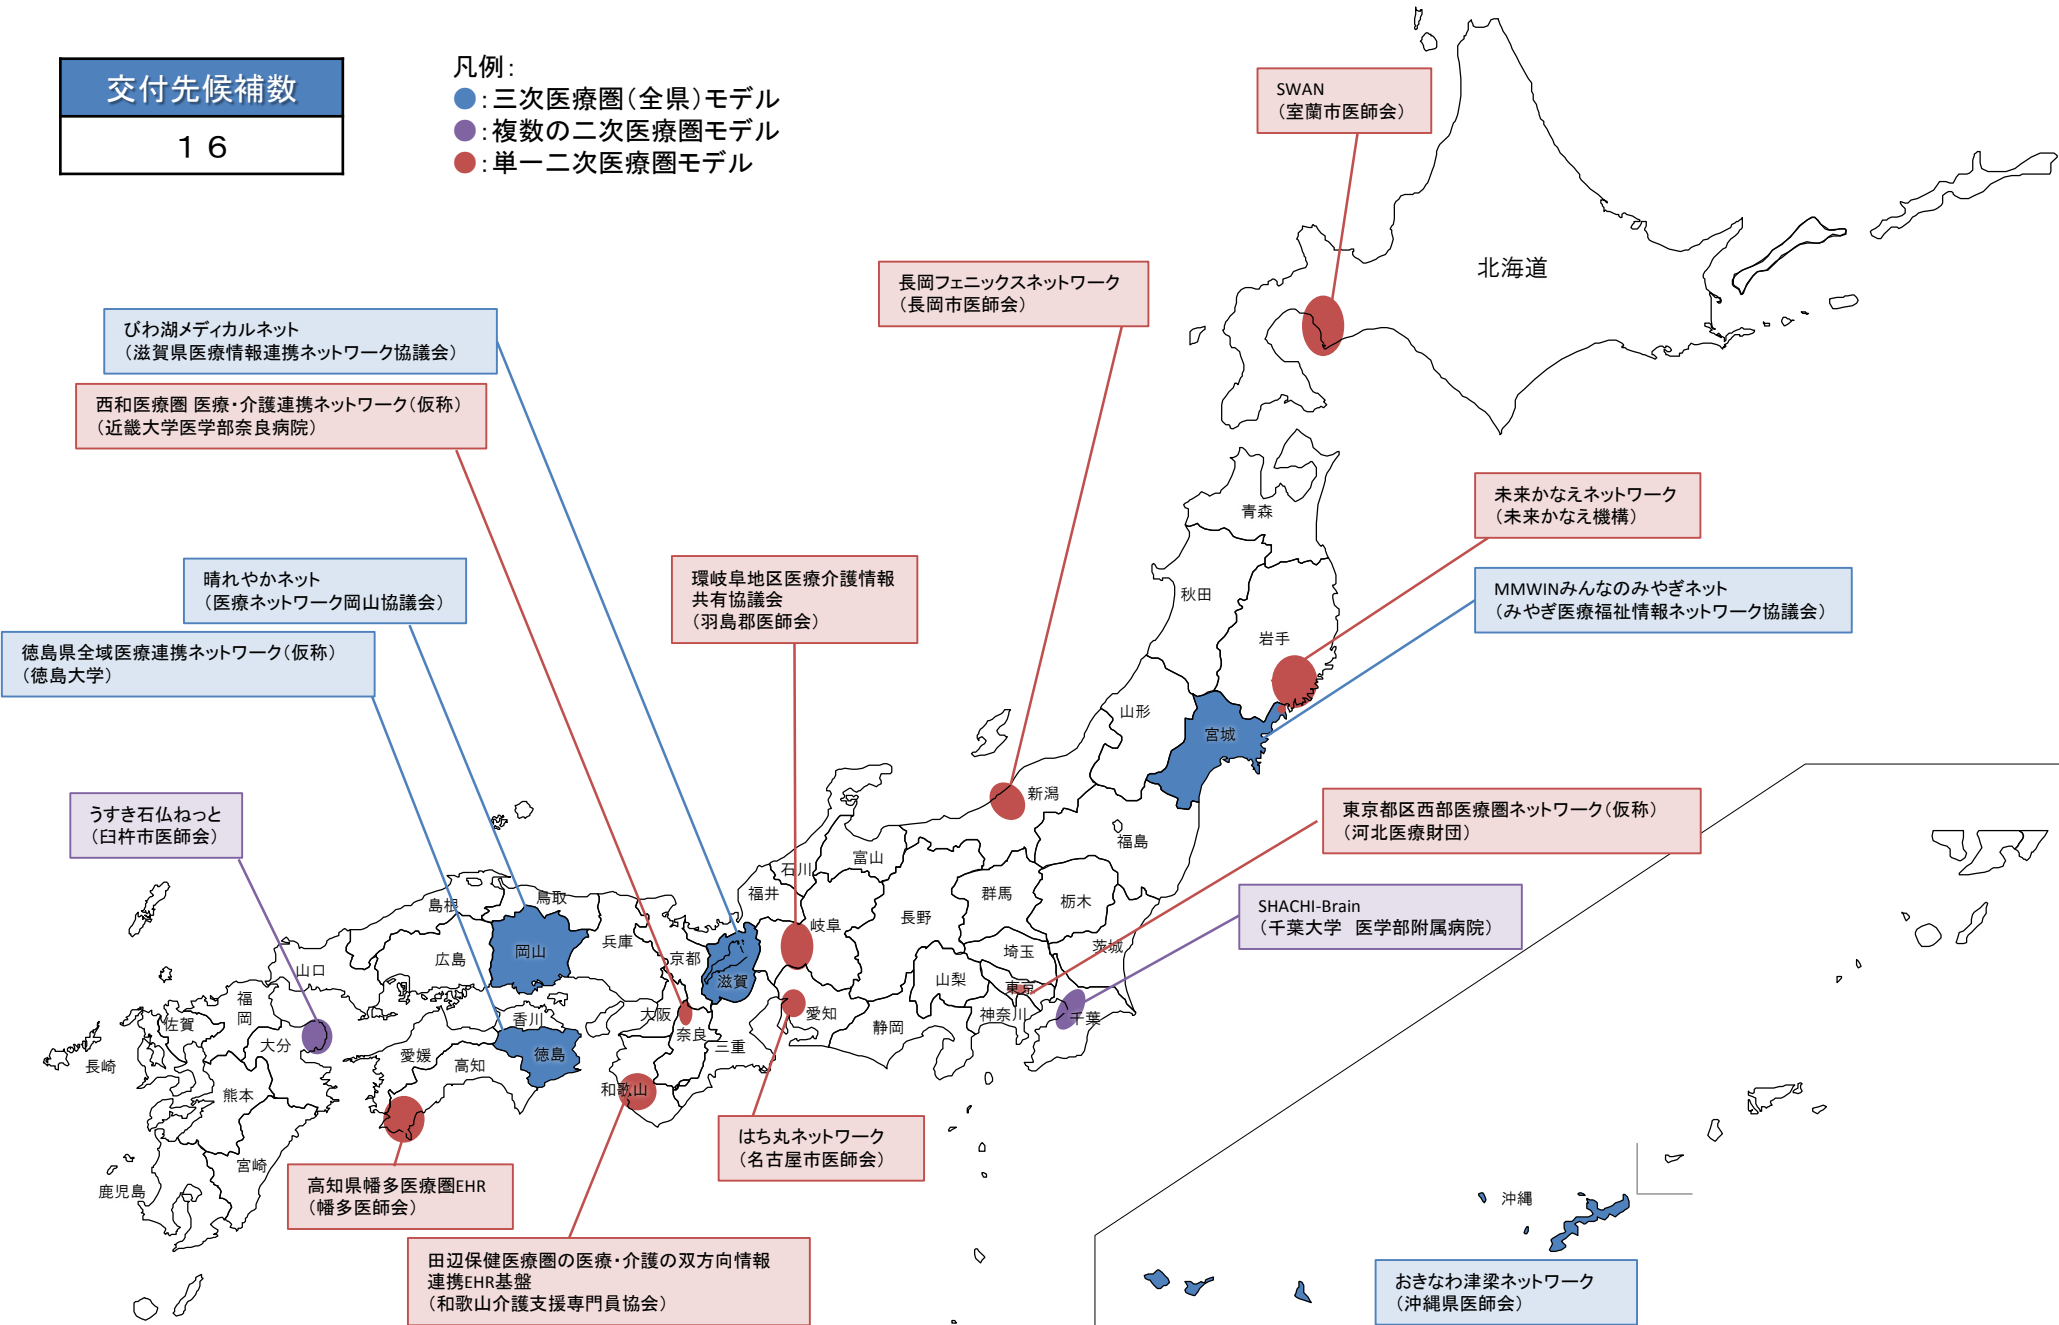 交付先候補数
１６
凡例：
●：三次医療圏（全県）モデル
●：複数の二次医療圏モデル
●：単一二次医療圏モデル
SWAN
（室蘭市医師会）
北海道
長岡フェニックスネットワーク
（長岡市医師会）
びわ湖メディカルネット
（滋賀県医療情報連携ネットワーク協議会）
西和医療圏 医療・介護連携ネットワーク（仮称）
（近畿大学医学部奈良病院）
未来かなえネットワーク
（未来かなえ機構）
MMWINみんなのみやぎネット
（みやぎ医療福祉情報ネットワーク協議会）
晴れやかネット
（医療ネットワーク岡山協議会）
環岐阜地区医療介護情報
共有協議会
（羽島郡医師会）
徳島県全域医療連携ネットワーク（仮称）
（徳島大学）
うすき石仏ねっと
（臼杵市医師会）
東京都区西部医療圏ネットワーク（仮称）
（河北医療財団）
SHACHI-Brain
（千葉大学　医学部附属病院）
青森
秋田
岩手
山形
宮城
新潟
福島
石川
富山
福井
群馬
栃木
長野
岐阜
埼玉
茨城
山梨
東京
神奈川
千葉
静岡
愛知
島根
鳥取
岡山
兵庫
京都
滋賀
広島
山口
大阪
奈良
三重
和歌山
香川
徳島
愛媛
高知
福
岡
佐賀
大分
長崎
熊本
宮崎
鹿児島
沖縄
はち丸ネットワーク
（名古屋市医師会）
高知県幡多医療圏EHR
（幡多医師会）
田辺保健医療圏の医療・介護の双方向情報
連携EHR基盤
（和歌山介護支援専門員協会）
おきなわ津梁ネットワーク
（沖縄県医師会）